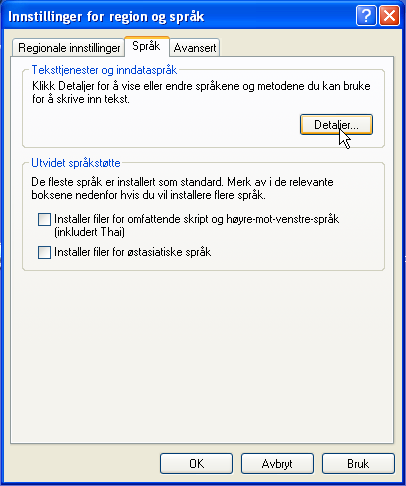 Innstillinger for region og språk
Regionale innstillinger
Språk
Avansert
Teksttjenester og inndataspråk
Klikk Detaljer for å vise eller endre språkene og metodene du kan bruke
for å skrive inn tekst.
Detaljer...
Utvidet språkstøtte
De fleste språk er installert som standard. Merk av i de relevante
boksene nedenfor hvis du vil installere flere språk.
Installer filer for omfattende skript og høyre-mot-venstre-språk
(inkludert Thai)
Installer filer for østasiatiske språk
OK
Avbryt
Bruk